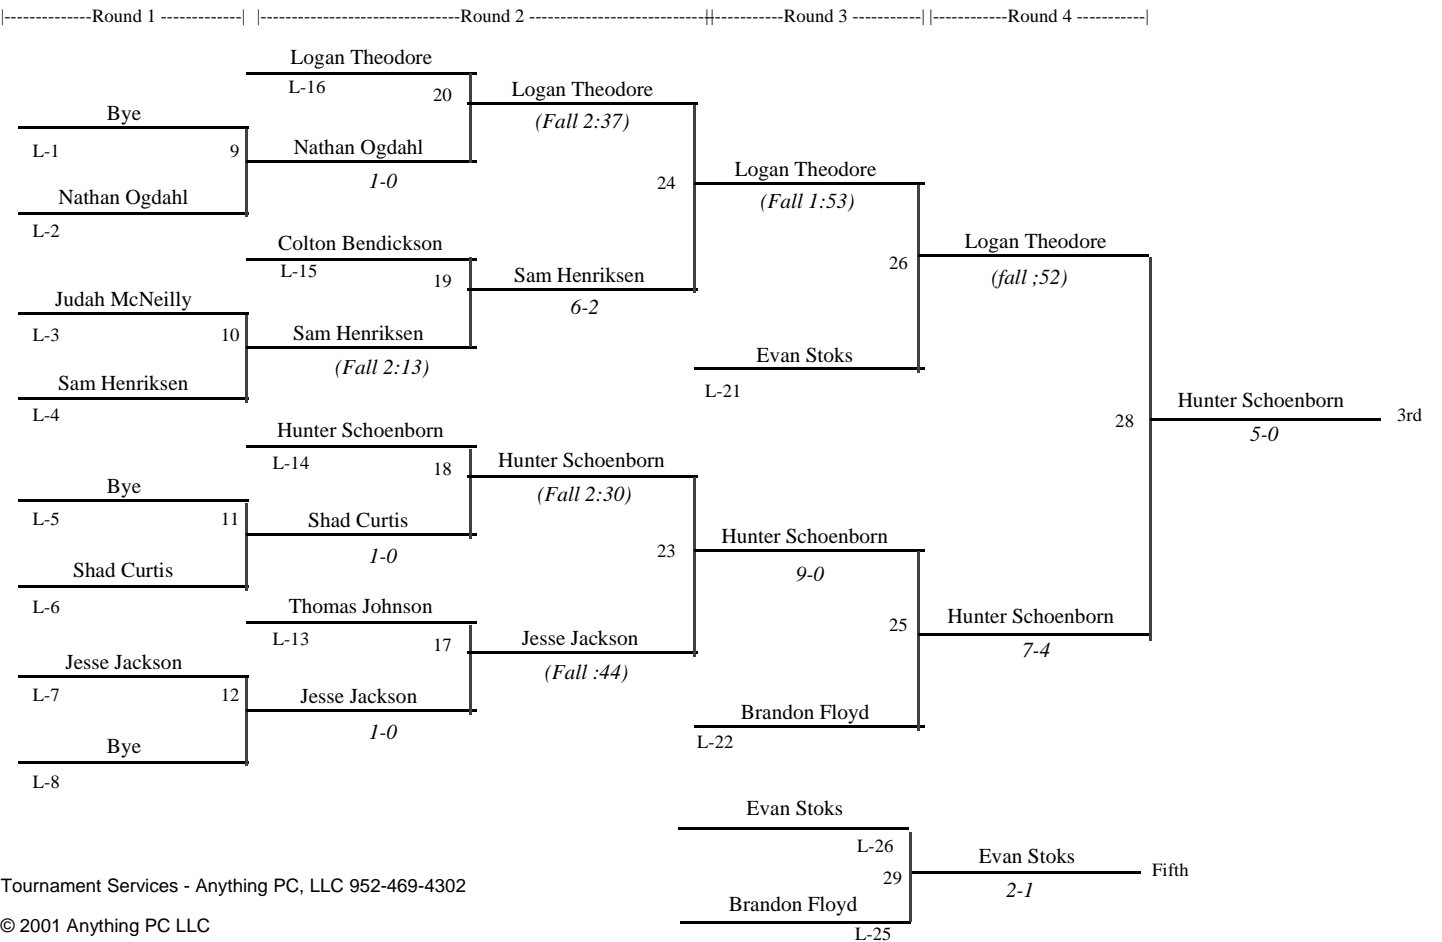 |--------------Round 1 -------------| |--------------------------------Round 2 ----------------------------||------------Round 3 -----------||------------Round 4 -----------|
Logan Theodore
L-16
20
Logan Theodore
(Fall 2:37)
Bye
L-1
9
Nathan Ogdahl
1-0
Nathan Ogdahl
L-2
24
Logan Theodore
(Fall 1:53)
Colton Bendickson
L-15
19
Sam Henriksen
6-2
Judah McNeilly
L-3
10
Sam Henriksen
(Fall 2:13)
Sam Henriksen
L-4
26
Logan Theodore
(fall ;52)
Evan Stoks
L-21
Hunter Schoenborn
L-14
18
Hunter Schoenborn
(Fall 2:30)
28
Hunter Schoenborn
5-0
3rd
Bye
L-5
11
Shad Curtis
1-0
Shad Curtis
L-6
23
Hunter Schoenborn
9-0
Thomas Johnson
L-13
17
Jesse Jackson
(Fall :44)
25
Hunter Schoenborn
7-4
Jesse Jackson
L-7
12
Jesse Jackson
1-0
Bye
L-8
Brandon Floyd
L-22
Evan Stoks
L-26
29
Evan Stoks
2-1
Fifth
Brandon Floyd
L-25
Tournament Services - Anything PC, LLC 952-469-4302
© 2001 Anything PC LLC